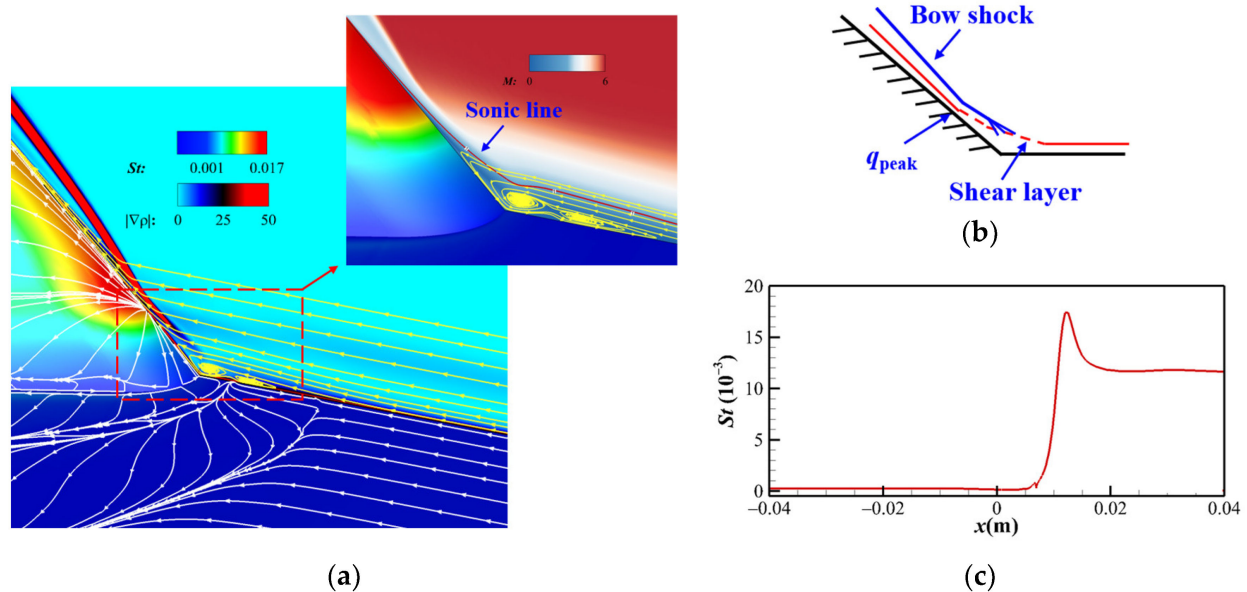 M:
0
6
Sonic line
St:
0.001
0.017
|∇ρ|:
0
25
50
(a)
Bow shock
q_peak
Shear layer
(b)
20
15
10
5
0
St (10⁻³)
−0.04
−0.02
0
0.02
0.04
x(m)
(c)